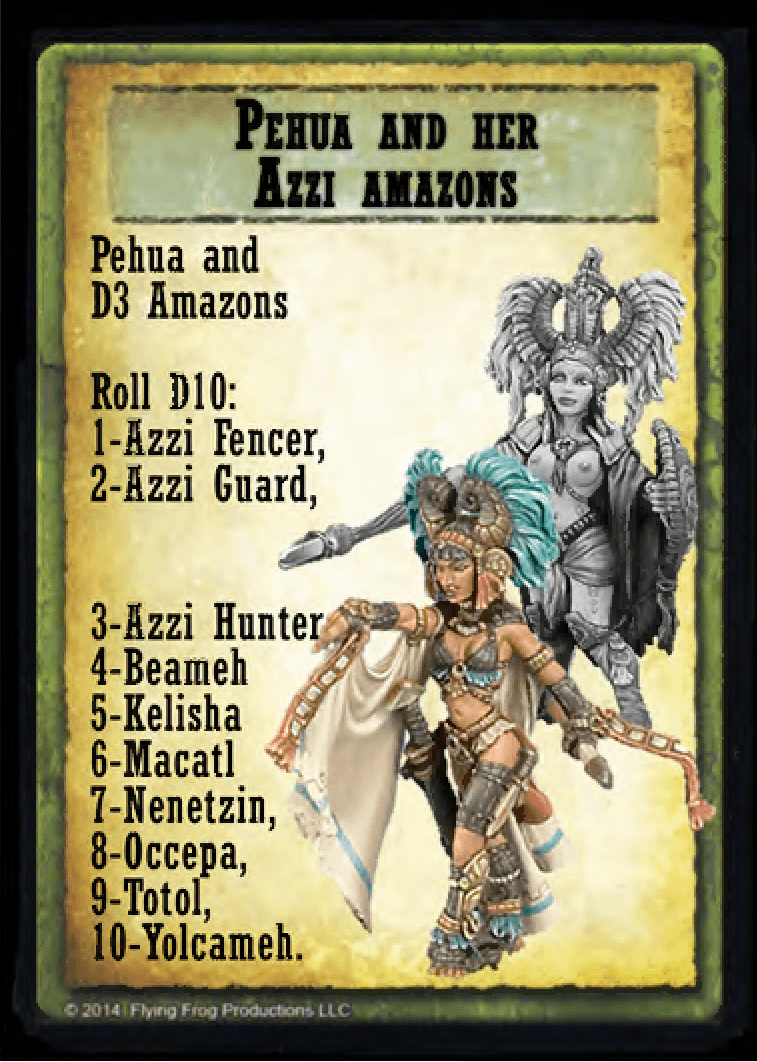 Pehua and her
Azzi amazons
Pehua and
D3 Amazons
Roll D10:
1-Azzi Fencer,
2-Azzi Guard,
3-Azzi Hunter
4-Beameh
5-Kelisha
6-Macatl
7-Nenetzin,
8-Occepa,
9-Totol,
10-Yolcameh.
© 2014 Flying Frog Productions LLC